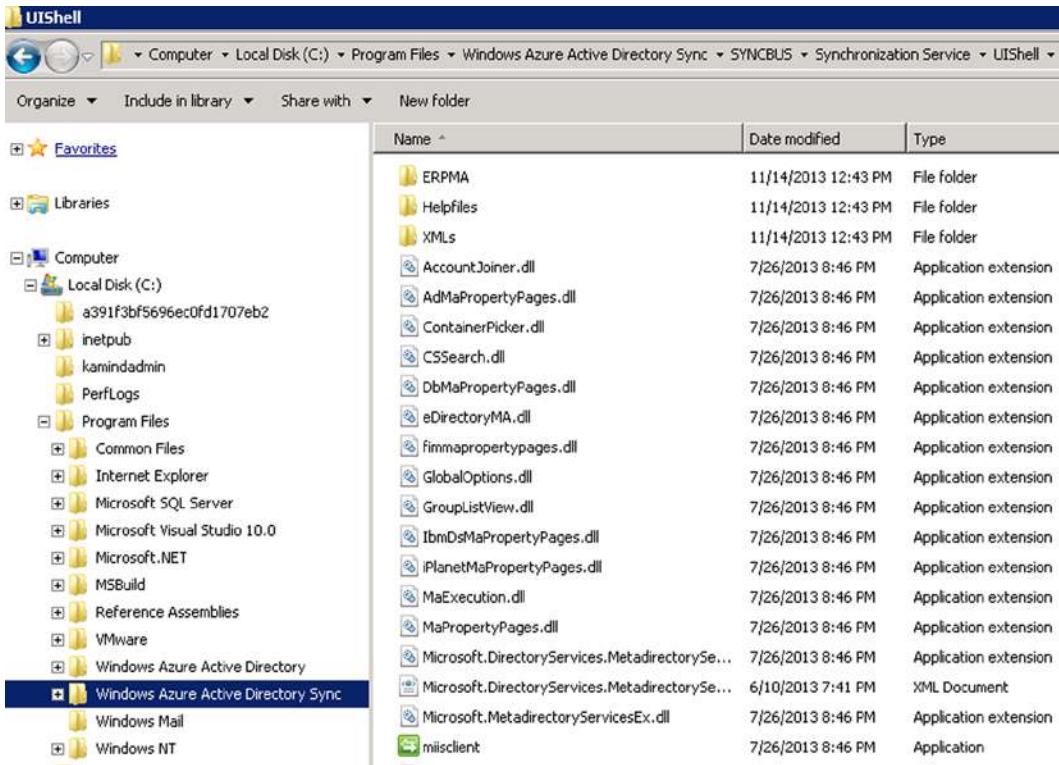 UIShell
Computer Local Disk (C:) Program Files Windows Azure Active Directory Sync SYNCBUS Synchronization Service UIShell
Organize Include in library Share with New folder
Favorites
Libraries
Computer
Local Disk (C:)
a391f3bf5696ec0fd1707eb2
inetpub
kamindadmin
PerfLogs
Program Files
Common Files
Internet Explorer
Microsoft SQL Server
Microsoft Visual Studio 10.0
Microsoft.NET
MSBuild
Reference Assemblies
VMware
Windows Azure Active Directory
Windows Azure Active Directory Sync
Windows Mail
Windows NT
Name Date modified Type
ERPMA 11/14/2013 12:43 PM File folder
Helpfiles 11/14/2013 12:43 PM File folder
XMLs 11/14/2013 12:43 PM File folder
AccountJoiner.dll 7/26/2013 8:46 PM Application extension
AdMaPropertyPages.dll 7/26/2013 8:46 PM Application extension
ContainerPicker.dll 7/26/2013 8:46 PM Application extension
CSSearch.dll 7/26/2013 8:46 PM Application extension
DbMaPropertyPages.dll 7/26/2013 8:46 PM Application extension
eDirectoryMA.dll 7/26/2013 8:46 PM Application extension
fimmapropertypages.dll 7/26/2013 8:46 PM Application extension
GlobalOptions.dll 7/26/2013 8:46 PM Application extension
GroupListView.dll 7/26/2013 8:46 PM Application extension
IbmDsMaPropertyPages.dll 7/26/2013 8:46 PM Application extension
iPlanetMaPropertyPages.dll 7/26/2013 8:46 PM Application extension
MaExecution.dll 7/26/2013 8:46 PM Application extension
MaPropertyPages.dll 7/26/2013 8:46 PM Application extension
Microsoft.DirectoryServices.MetadirectorySe... 7/26/2013 8:46 PM Application extension
Microsoft.DirectoryServices.MetadirectorySe... 6/10/2013 7:41 PM XML Document
Microsoft.MetadirectoryServicesEx.dll 7/26/2013 8:46 PM Application extension
miisclient 7/26/2013 8:46 PM Application